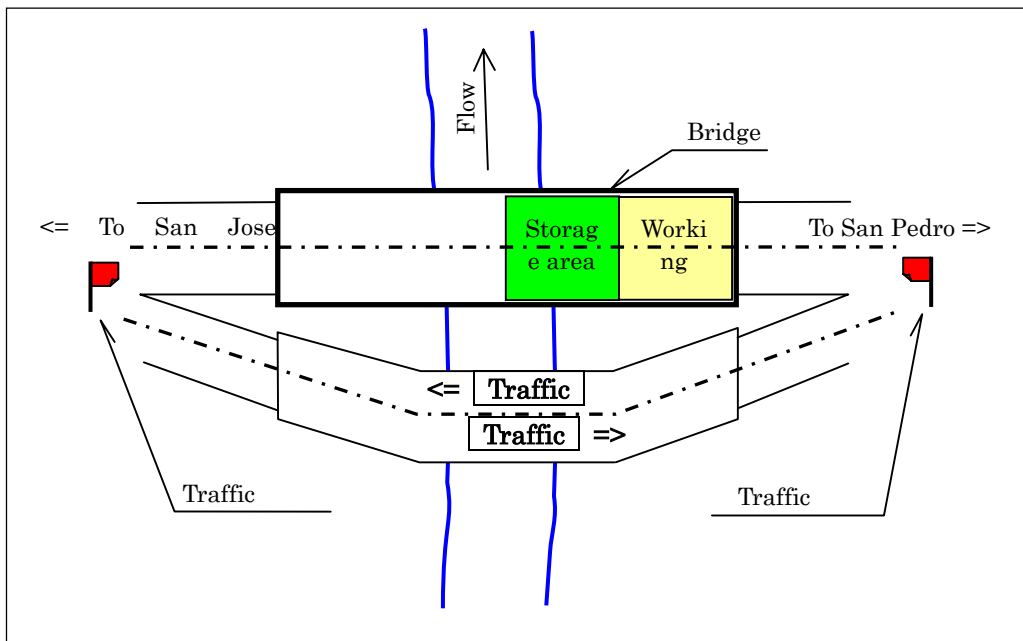 Flow
Bridge
<= To San Jose
Storag
e area
Worki
ng
To San Pedro =>
<= Traffic
Traffic =>
Traffic
Traffic